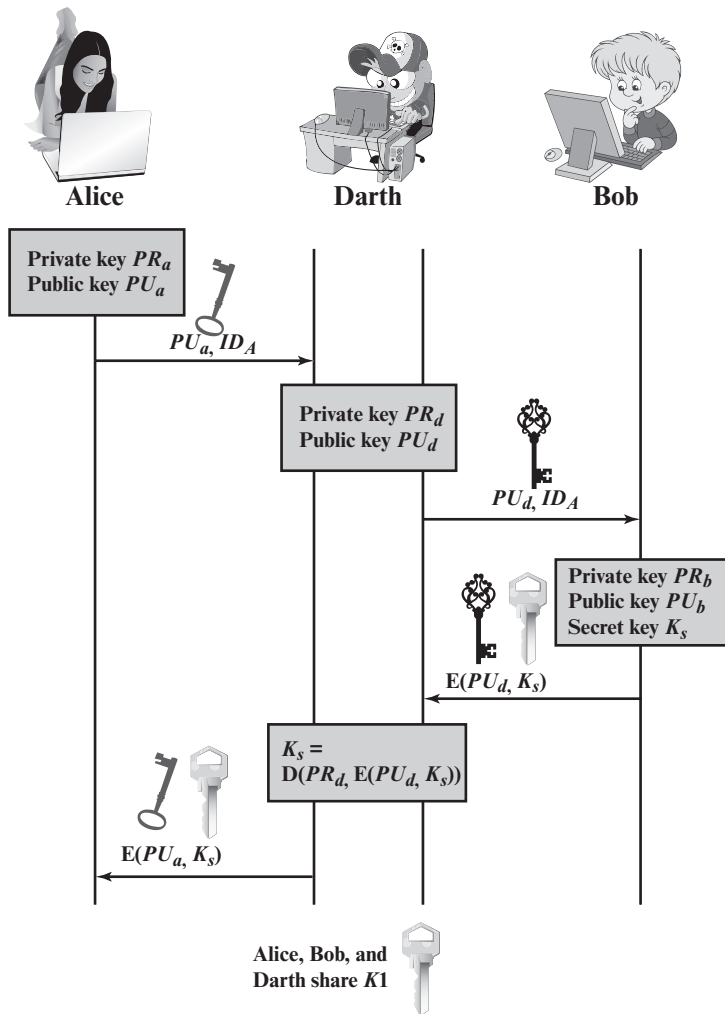 Alice
Darth
Bob
Private key PRa
Public key PUa
PUa, IDA
Private key PRd
Public key PUd
PUd, IDA
Private key PRb
Public key PUb
Secret key Ks
E(PUd, Ks)
Ks =
D(PRd, E(PUd, Ks))
E(PUa, Ks)
Alice, Bob, and
Darth share K1